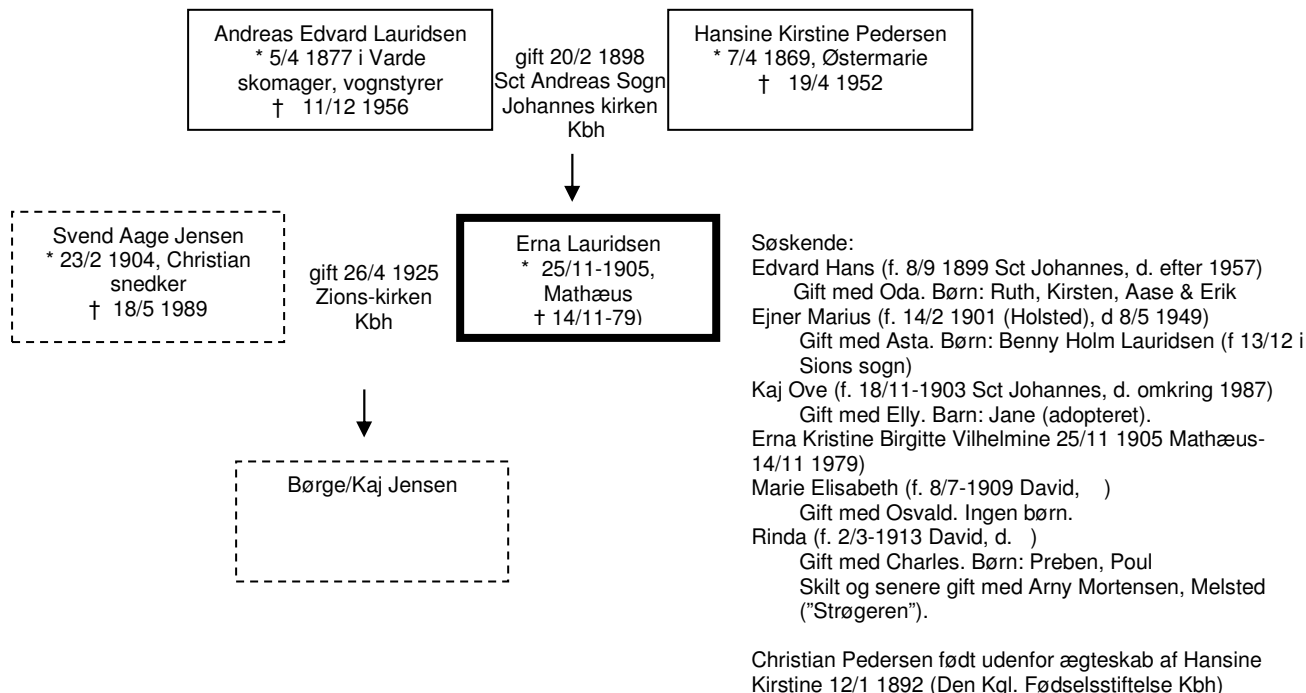 Andreas Edvard Lauridsen
* 5/4 1877 i Varde
skomager, vognstyrer
† 11/12 1956
gift 20/2 1898
Sct Andreas Sogn
Johannes kirken
Kbh
Hansine Kirstine Pedersen
* 7/4 1869, Østermarie
† 19/4 1952
Svend Aage Jensen
* 23/2 1904, Christian
snedker
† 18/5 1989
gift 26/4 1925
Zions-kirken
Kbh
Erna Lauridsen
* 25/11-1905,
Mathæus
† 14/11-79)
Børge/Kaj Jensen
Søskende:
Edvard Hans (f. 8/9 1899 Sct Johannes, d. efter 1957)
Gift med Oda. Børn: Ruth, Kirsten, Aase & Erik
Ejner Marius (f. 14/2 1901 (Holsted), d 8/5 1949)
Gift med Asta. Børn: Benny Holm Lauridsen (f 13/12 i
Sions sogn)
Kaj Ove (f. 18/11-1903 Sct Johannes, d. omkring 1987)
Gift med Elly. Barn: Jane (adopteret).
Erna Kristine Birgitte Vilhelmine 25/11 1905 Mathæus-
14/11 1979)
Marie Elisabeth (f. 8/7-1909 David, )
Gift med Osvald. Ingen børn.
Rinda (f. 2/3-1913 David, d. )
Gift med Charles. Børn: Preben, Poul
Skilt og senere gift med Arny Mortensen, Melsted
("Strøgeren").
Christian Pedersen født udenfor ægteskab af Hansine
Kirstine 12/1 1892 (Den Kgl. Fødselsstiftelse Kbh)